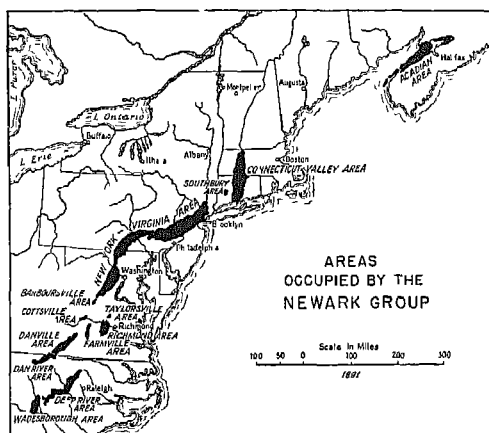 L Huron
L Ontario
Buffalo
L Erie
Ithaca
Albany
Montpelier
Augusta
Halifax
ACADIAN
AREA
Boston
CONNECTICUT VALLEY AREA
SOUTHBURY
AREA
NEW YORK-VIRGINIA AREA
Brooklyn
Philadelphia
Washington
BARBOURSVILLE
AREA
SCOTTSVILLE
AREA
TAYLORSVILLE
AREA
Richmond
RICHMOND AREA
FARMVILLE
AREA
DANVILLE
AREA
DAN RIVER
AREA
Raleigh
DEEP RIVER
AREA
WADESBOROUGH AREA
AREAS
OCCUPIED BY THE
NEWARK GROUP
Scale in Miles
100 50 0 100 200 300
1891